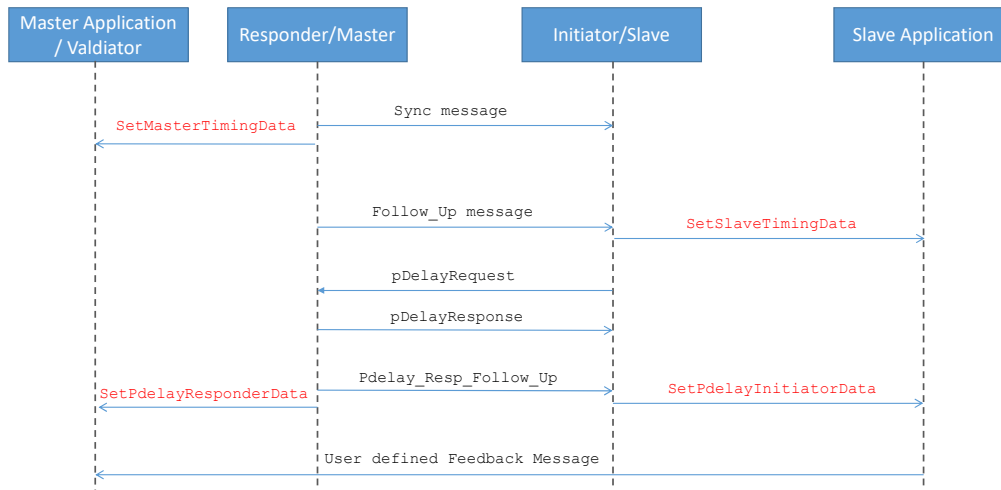 Master Application
/ Valdiator
Responder/Master
Initiator/Slave
Slave Application
Sync message
SetMasterTimingData
Follow_Up message
SetSlaveTimingData
pDelayRequest
pDelayResponse
Pdelay_Resp_Follow_Up
SetPdelayResponderData
SetPdelayInitiatorData
User defined Feedback Message